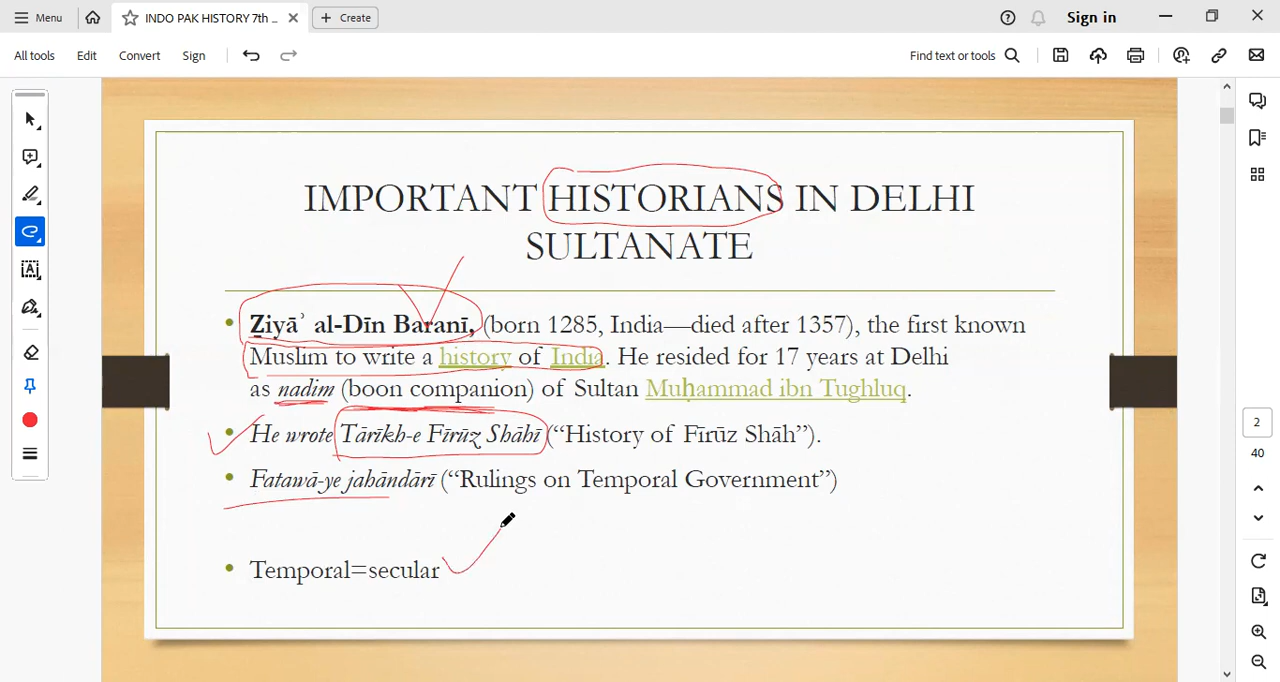 Menu
INDO PAK HISTORY 7th ...
Create
Sign in
All tools
Edit
Convert
Sign
Find text or tools
IMPORTANT HISTORIANS IN DELHI
SULTANATE
• Ẓiyāʾ al-Dīn Baranī, (born 1285, India—died after 1357), the first known
Muslim to write a history of India. He resided for 17 years at Delhi
as nadim (boon companion) of Sultan Muḥammad ibn Tughluq.
• He wrote Tārīkh-e Fīrūz Shāhī (“History of Fīrūz Shāh”).
• Fatawā-ye jahāndārī (“Rulings on Temporal Government”)
• Temporal=secular
2
40